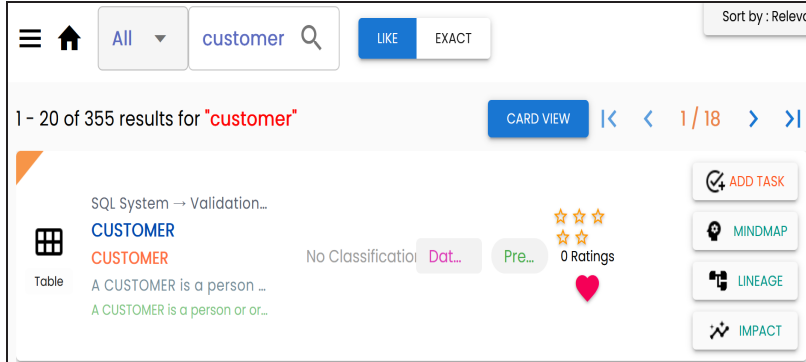 Sort by : Releva
All customer LIKE EXACT
1 - 20 of 355 results for "customer" CARD VIEW 1 / 18
SQL System → Validation...
CUSTOMER
CUSTOMER
A CUSTOMER is a person ...
A CUSTOMER is a person or or...
Table
No Classification Dat... Pre... 0 Ratings
ADD TASK
MINDMAP
LINEAGE
IMPACT